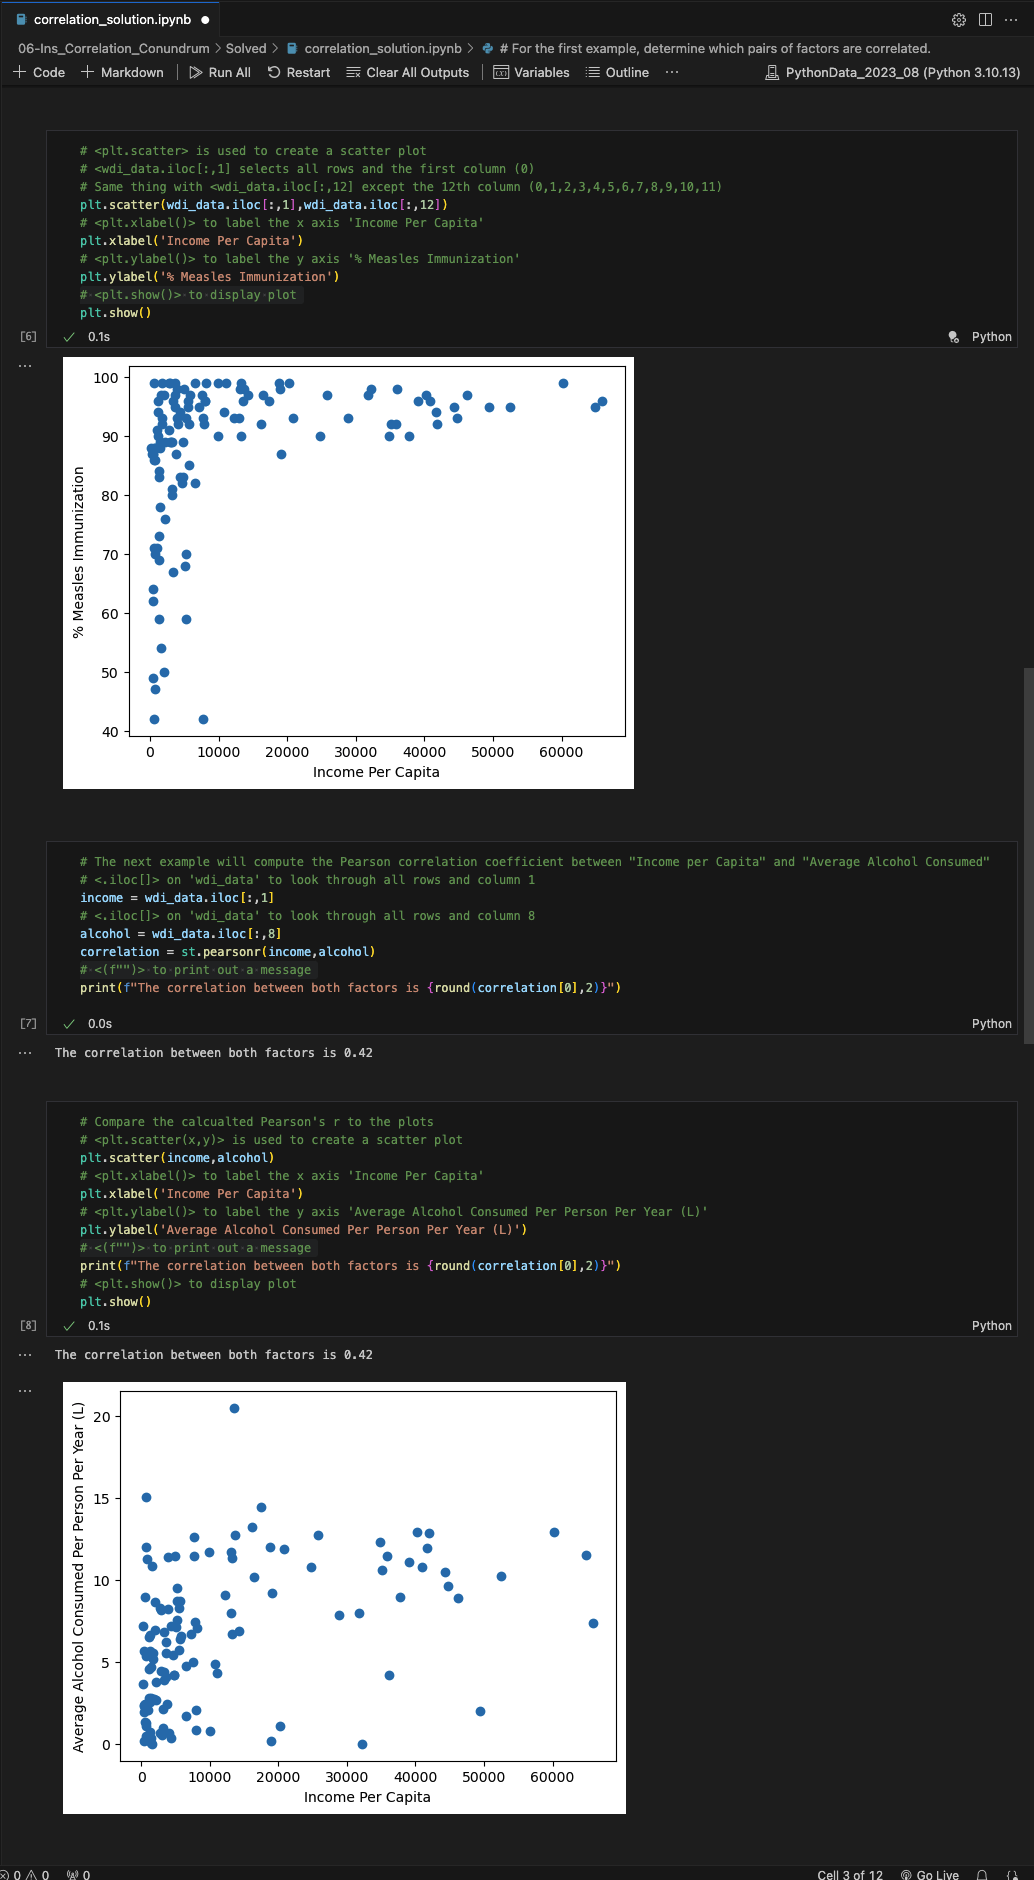 correlation_solution.ipynb
06-Ins_Correlation_Conundrum > Solved > correlation_solution.ipynb > # For the first example, determine which pairs of factors are correlated.
+ Code + Markdown | Run All Restart Clear All Outputs | Variables Outline ... PythonData_2023_08 (Python 3.10.13)
# <plt.scatter> is used to create a scatter plot
# <wdi_data.iloc[:,1] selects all rows and the first column (0)
# Same thing with <wdi_data.iloc[:,12] except the 12th column (0,1,2,3,4,5,6,7,8,9,10,11)
plt.scatter(wdi_data.iloc[:,1],wdi_data.iloc[:,12])
# <plt.xlabel()> to label the x axis 'Income Per Capita'
plt.xlabel('Income Per Capita')
# <plt.ylabel()> to label the y axis '% Measles Immunization'
plt.ylabel('% Measles Immunization')
# <plt.show()> to display plot
plt.show()
[6] ✓ 0.1s Python
...
100
90
80
70
60
50
40
% Measles Immunization
0 10000 20000 30000 40000 50000 60000
Income Per Capita
# The next example will compute the Pearson correlation coefficient between "Income per Capita" and "Average Alcohol Consumed"
# <.iloc[]> on 'wdi_data' to look through all rows and column 1
income = wdi_data.iloc[:,1]
# <.iloc[]> on 'wdi_data' to look through all rows and column 8
alcohol = wdi_data.iloc[:,8]
correlation = st.pearsonr(income,alcohol)
# <(f"")> to print out a message
print(f"The correlation between both factors is {round(correlation[0],2)}")
[7] ✓ 0.0s Python
... The correlation between both factors is 0.42
# Compare the calcualted Pearson's r to the plots
# <plt.scatter(x,y)> is used to create a scatter plot
plt.scatter(income,alcohol)
# <plt.xlabel()> to label the x axis 'Income Per Capita'
plt.xlabel('Income Per Capita')
# <plt.ylabel()> to label the y axis 'Average Alcohol Consumed Per Person Per Year (L)'
plt.ylabel('Average Alcohol Consumed Per Person Per Year (L)')
# <(f"")> to print out a message
print(f"The correlation between both factors is {round(correlation[0],2)}")
# <plt.show()> to display plot
plt.show()
[8] ✓ 0.1s Python
... The correlation between both factors is 0.42
...
20
15
10
5
0
Average Alcohol Consumed Per Person Per Year (L)
0 10000 20000 30000 40000 50000 60000
Income Per Capita
0 0 0 Cell 3 of 12 Go Live